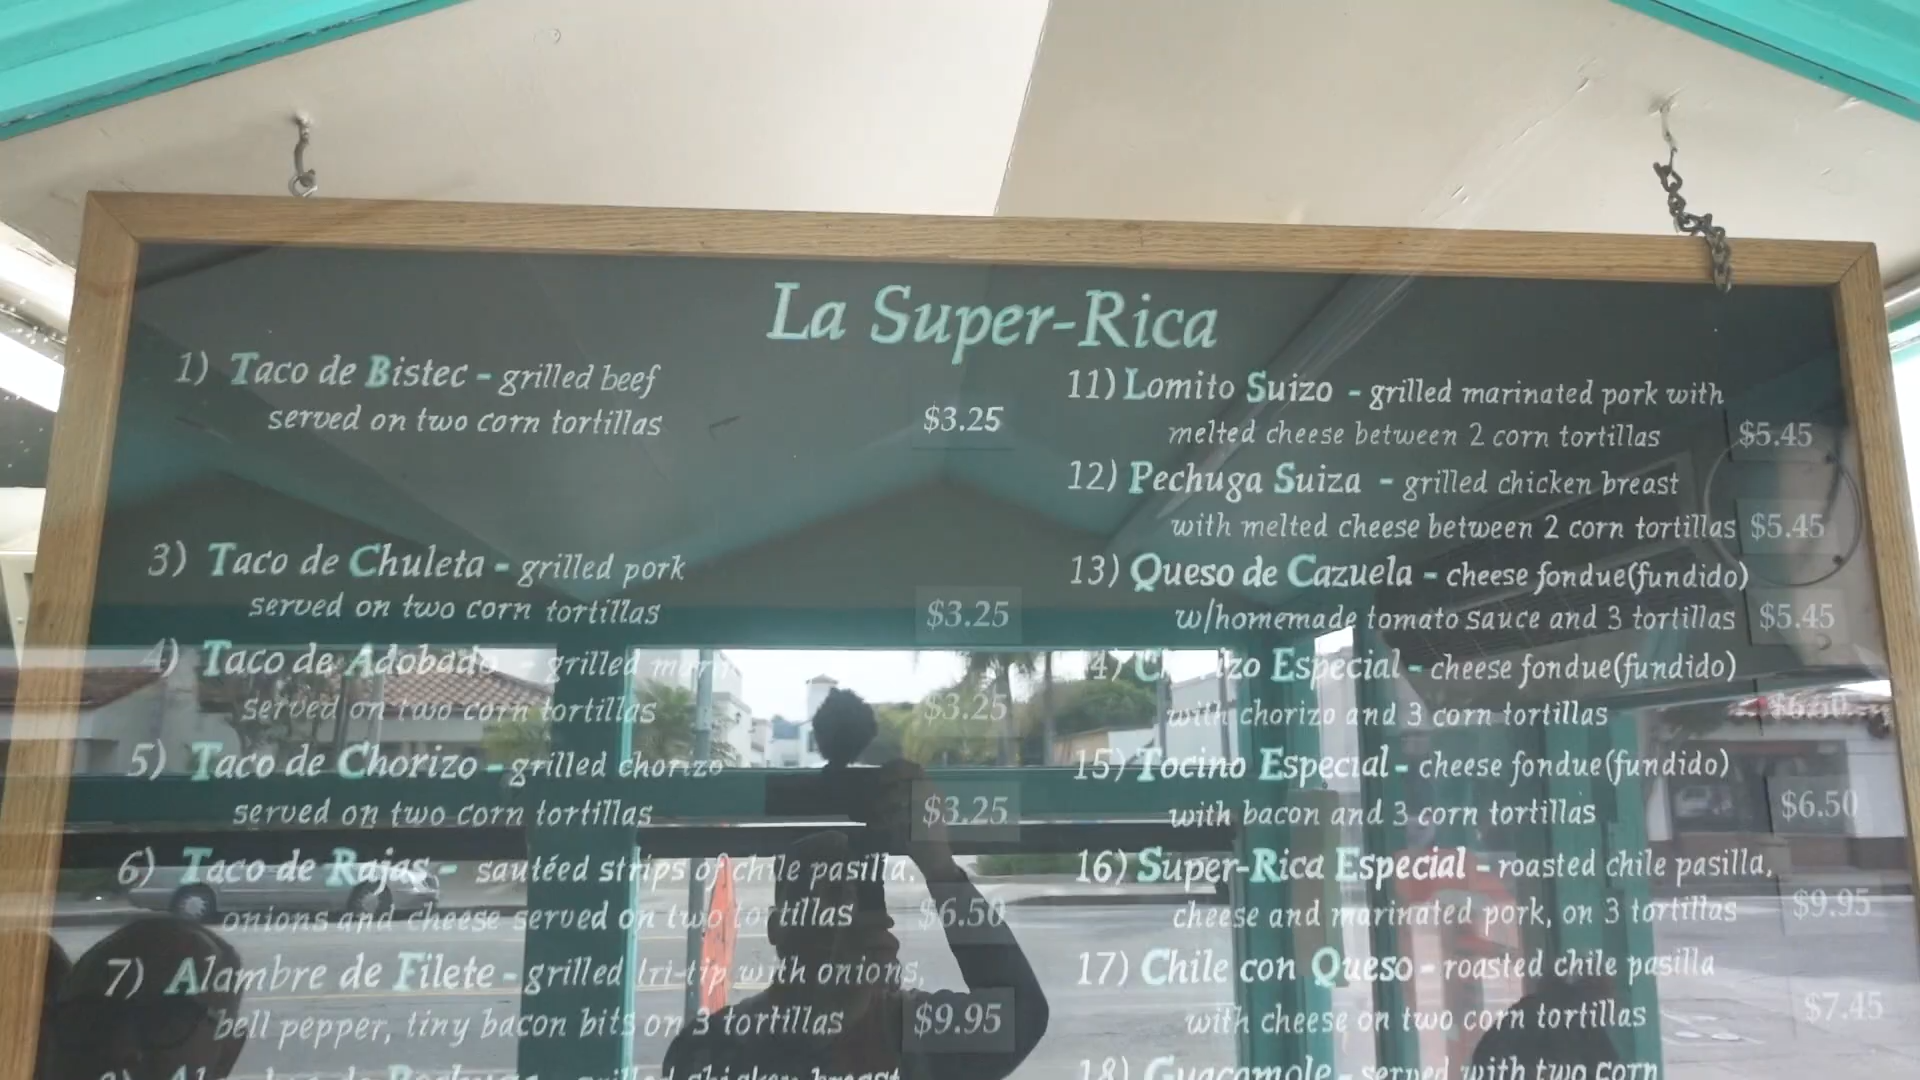 La Super-Rica
1) Taco de Bistec - grilled beef
served on two corn tortillas $3.25
3) Taco de Chuleta - grilled pork
served on two corn tortillas $3.25
4) Taco de Adobado - grilled
served on two corn tortillas $3.25
5) Taco de Chorizo - grilled chorizo
served on two corn tortillas $3.25
6) Taco de Rajas - sautéed strips of chile pasilla,
onions and cheese served on two tortillas $6.50
7) Alambre de Filete - grilled tri-tip with onions,
bell pepper, tiny bacon bits on 3 tortillas $9.95
grilled chicken breast
11) Lomito Suizo - grilled marinated pork with
melted cheese between 2 corn tortillas $5.45
12) Pechuga Suiza - grilled chicken breast
with melted cheese between 2 corn tortillas $5.45
13) Queso de Cazuela - cheese fondue(fundido)
w/homemade tomato sauce and 3 tortillas $5.45
14) Chorizo Especial - cheese fondue(fundido)
with chorizo and 3 corn tortillas $6.50
15) Tocino Especial - cheese fondue(fundido)
with bacon and 3 corn tortillas $6.50
16) Super-Rica Especial - roasted chile pasilla,
cheese and marinated pork, on 3 tortillas $9.95
17) Chile con Queso - roasted chile pasilla
with cheese on two corn tortillas $7.45
18) Guacamole - served with two corn